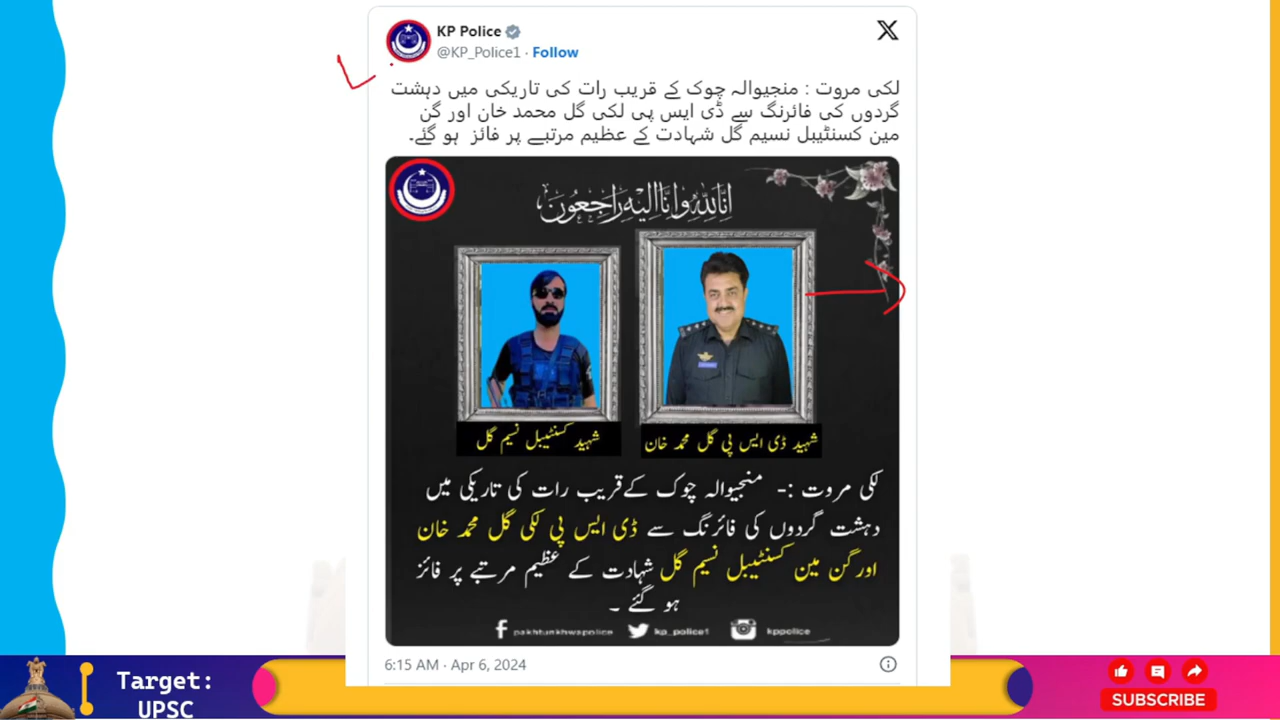 KP Police
@KP_Police1 · Follow
لکی مروت : منجیوالہ چوک کے قریب رات کی تاریکی میں دہشت
گردوں کی فائرنگ سے ڈی ایس پی لکی گل محمد خان اور گن
مین کسنٹیبل نسیم گل شہادت کے عظیم مرتبے پر فائز ہو گئے۔
اناللہ وانا الیہ راجعون
شہید ڈی ایس پی گل محمد خان
شہید کسنٹیبل نسیم گل
لکی مروت :- منجیوالہ چوک کےقریب رات کی تاریکی میں
دہشت گردوں کی فائرنگ سے ڈی ایس پی لکی گل محمد خان
اورگن مین کسنٹیبل نسیم گل شہادت کے عظیم مرتبے پر فائز
ہو گئے ۔
pakhtunkhwapolice kp_police1 kppolice
6:15 AM · Apr 6, 2024
Target:
UPSC
SUBSCRIBE